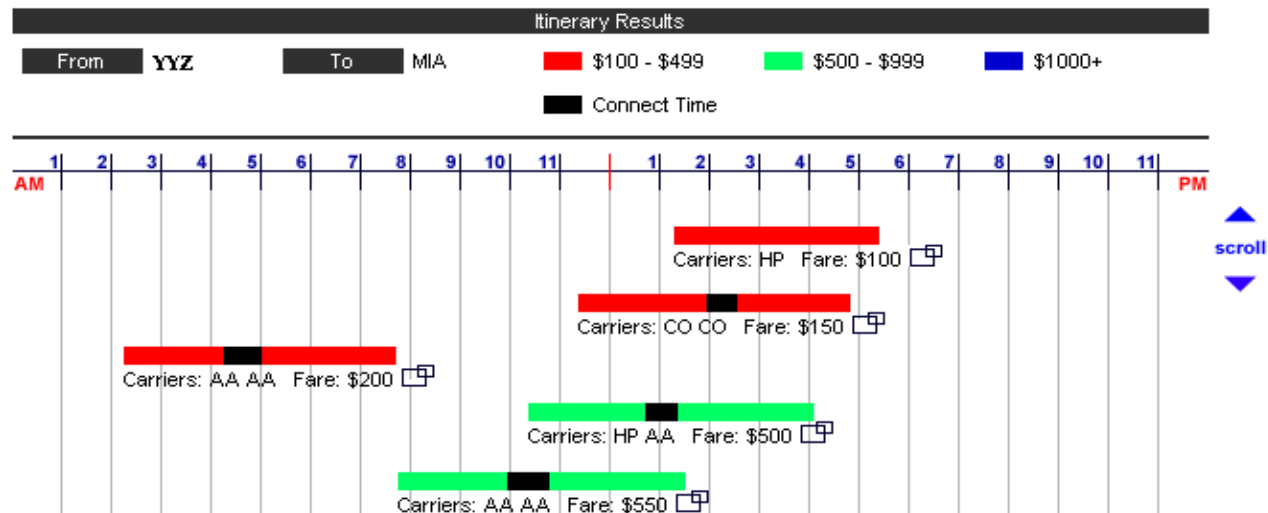 Itinerary Results
From YYZ To MIA $100 - $499 $500 - $999 $1000+
Connect Time
1 2 3 4 5 6 7 8 9 10 11 1 2 3 4 5 6 7 8 9 10 11
AM PM
scroll
Carriers: HP Fare: $100
Carriers: CO CO Fare: $150
Carriers: AA AA Fare: $200
Carriers: HP AA Fare: $500
Carriers: AA AA Fare: $550